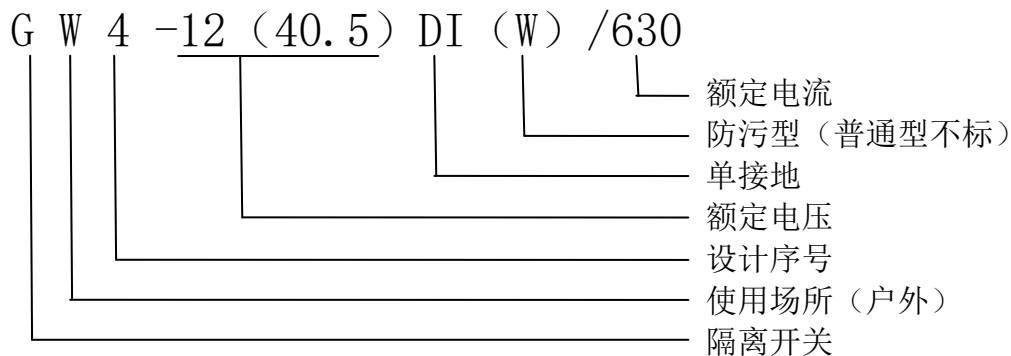 G W 4 -12 (40.5) DI (W) /630
额定电流
防污型（普通型不标）
单接地
额定电压
设计序号
使用场所（户外）
隔离开关